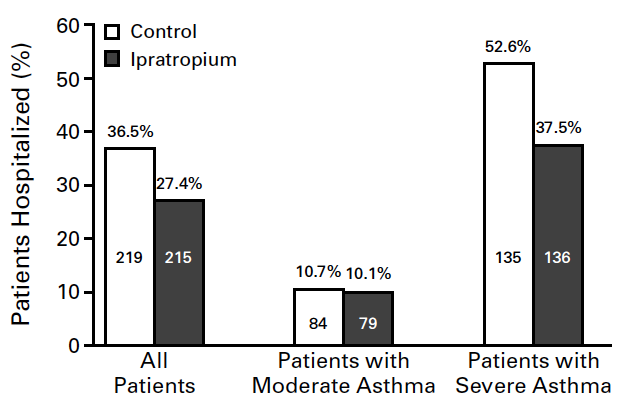 Patients Hospitalized (%)
60
50
40
30
20
10
0
Control
Ipratropium
36.5%
27.4%
219
215
10.7%
10.1%
84
79
52.6%
37.5%
135
136
All
Patients
Patients with
Moderate Asthma
Patients with
Severe Asthma